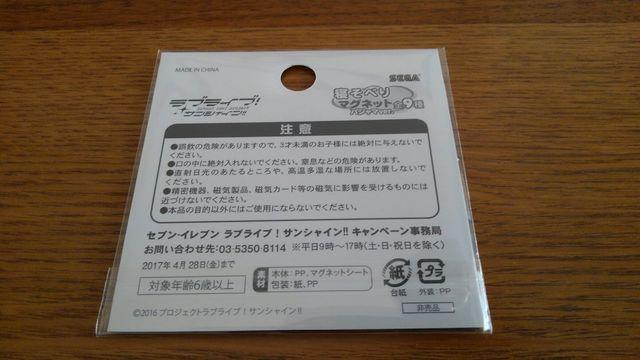 MADE IN CHINA
SEGA
ラブライブ!
School idol project
サンシャイン!!
寝そべり
マグネット 全9種
パジャマver.
注意
●誤飲の危険がありますので、3才未満のお子様には絶対に与えないでください。
●口の中に絶対入れないでください。窒息などの危険があります。
●直射日光のあたるところや、高温多湿な場所には放置しないでください。
●精密機器、磁気製品、磁気カード等の磁気に影響を受けるものには近づけないでください。
●本品の目的以外にはご使用にならないでください。
セブン-イレブン ラブライブ!サンシャイン!! キャンペーン事務局
お問い合わせ先:03-5350-8114 ※平日9時〜17時(土・日・祝日を除く)
2017年4月28日(金)まで
対象年齢6歳以上
素材
本体:PP、マグネットシート
包装:紙、PP
紙
台紙
プラ
外装:PP
非売品
©2016 プロジェクトラブライブ!サンシャイン!!